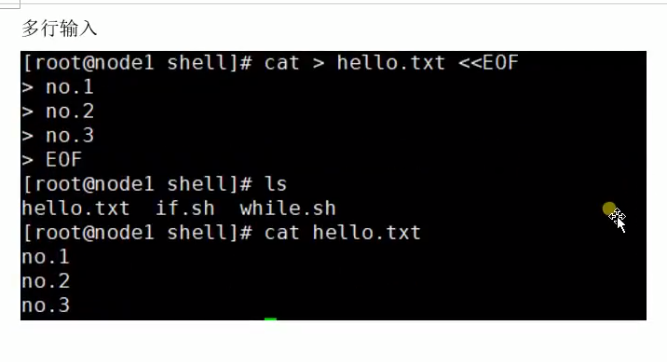 多行输入
[root@node1 shell]# cat > hello.txt <<EOF
> no.1
> no.2
> no.3
> EOF
[root@node1 shell]# ls
hello.txt  if.sh  while.sh
[root@node1 shell]# cat hello.txt
no.1
no.2
no.3